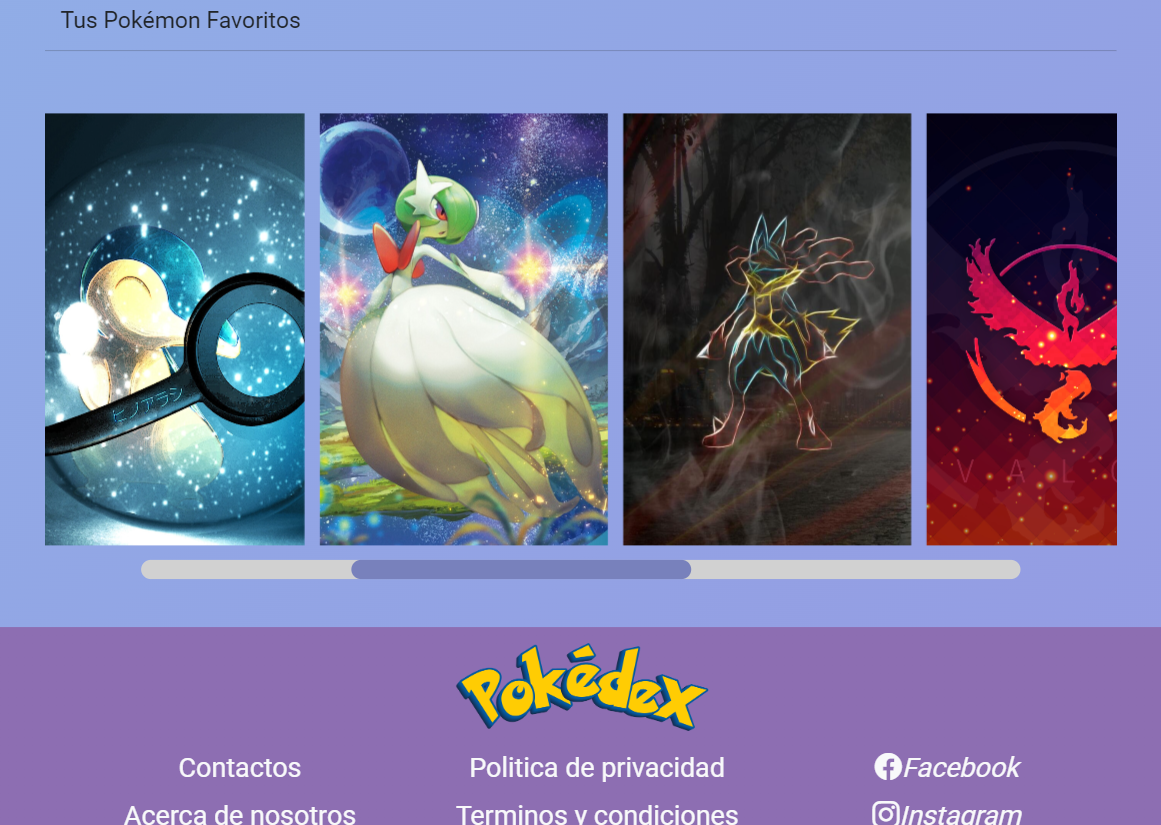 Tus Pokémon Favoritos
ヒノアラシ
V A L
Pokédex
Contactos
Politica de privacidad
Facebook
Acerca de nosotros
Terminos y condiciones
Instagram